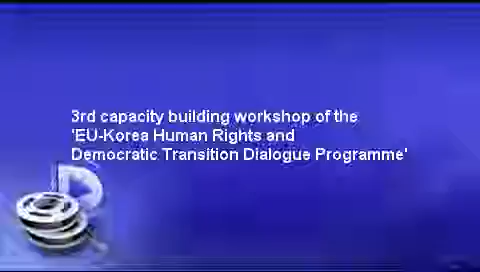 3rd capacity building workshop of the
'EU-Korea Human Rights and
Democratic Transition Dialogue Programme'